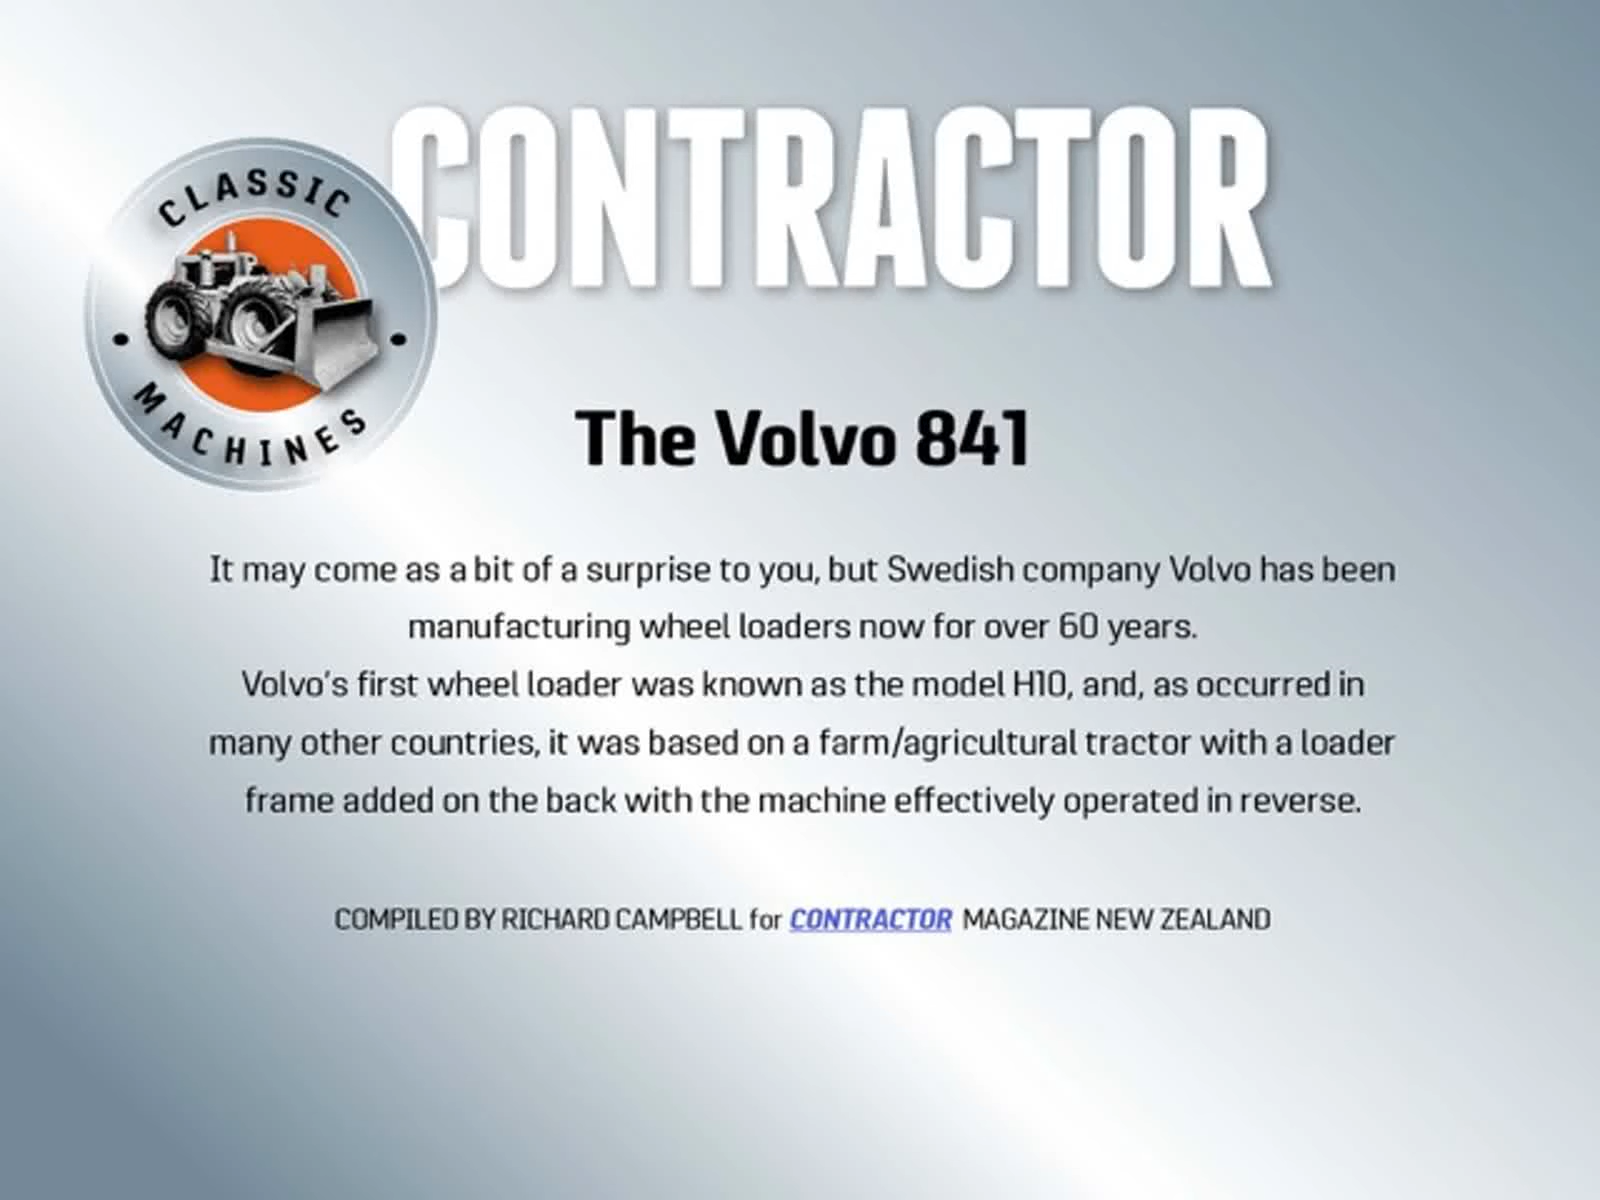 CONTRACTOR
CLASSIC
MACHINES
The Volvo 841
It may come as a bit of a surprise to you, but Swedish company Volvo has been
manufacturing wheel loaders now for over 60 years.
Volvo's first wheel loader was known as the model H10, and, as occurred in
many other countries, it was based on a farm/agricultural tractor with a loader
frame added on the back with the machine effectively operated in reverse.
COMPILED BY RICHARD CAMPBELL for CONTRACTOR MAGAZINE NEW ZEALAND